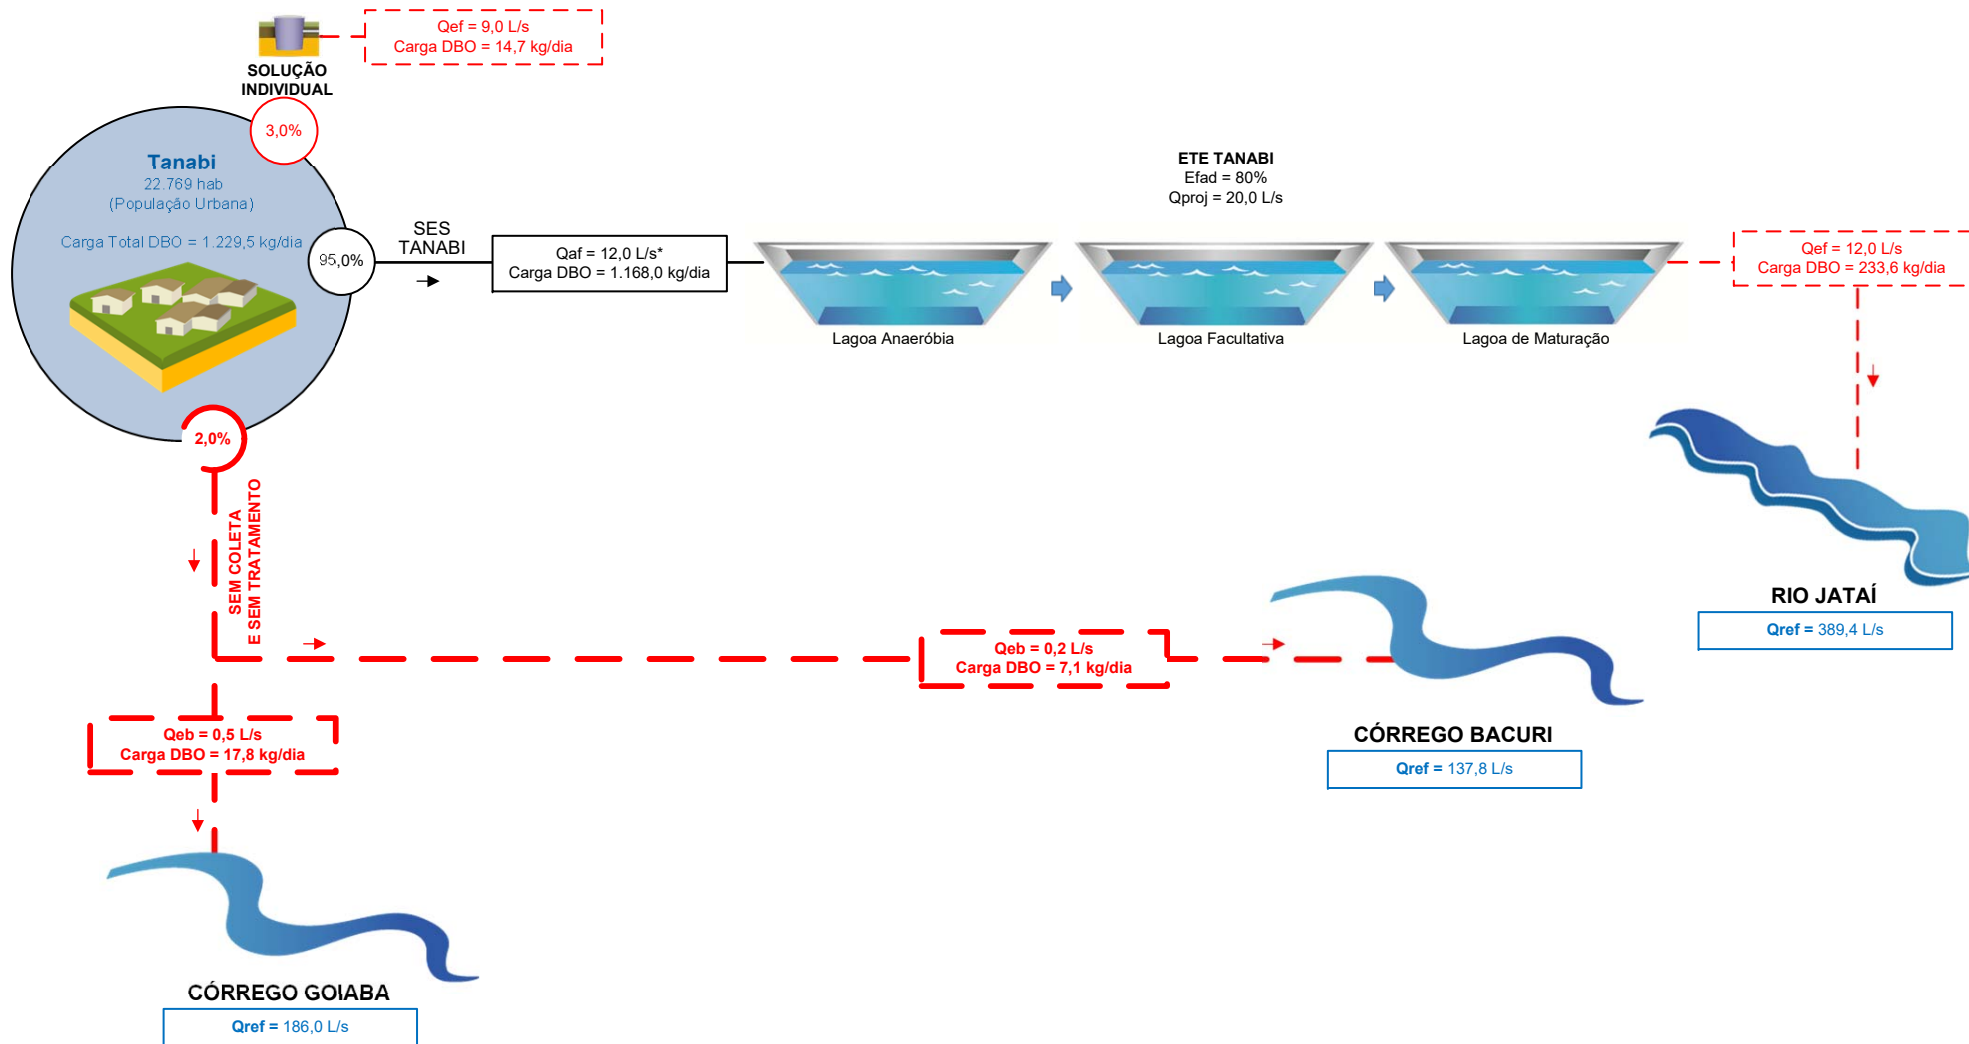 Qef = 9,0 L/s
Carga DBO = 14,7 kg/dia
SOLUÇÃO
INDIVIDUAL
3,0%
Tanabi
22.769 hab
(População Urbana)
Carga Total DBO = 1.229,5 kg/dia
95,0%
SES
TANABI
Qaf = 12,0 L/s*
Carga DBO = 1.168,0 kg/dia
ETE TANABI
Efad = 80%
Qproj = 20,0 L/s
Lagoa Anaeróbia
Lagoa Facultativa
Lagoa de Maturação
Qef = 12,0 L/s
Carga DBO = 233,6 kg/dia
2,0%
SEM COLETA
E SEM TRATAMENTO
RIO JATAÍ
Qref = 389,4 L/s
Qeb = 0,2 L/s
Carga DBO = 7,1 kg/dia
CÓRREGO BACURI
Qref = 137,8 L/s
Qeb = 0,5 L/s
Carga DBO = 17,8 kg/dia
CÓRREGO GOIABA
Qref = 186,0 L/s